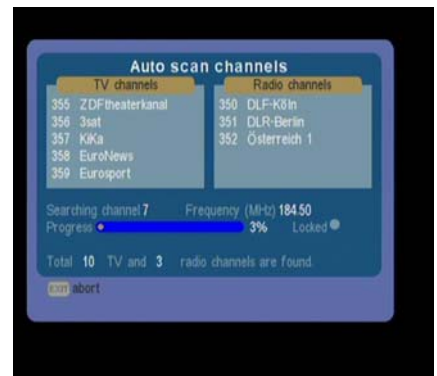 Auto scan channels
TV channels
355 ZDFtheaterkanal
356 3sat
357 KiKa
358 EuroNews
359 Eurosport
Radio channels
350 DLF-Köln
351 DLR-Berlin
352 Österreich 1
Searching channel 7 Frequency (MHz) 184.50
Progress 3% Locked
Total 10 TV and 3 radio channels are found.
EXIT abort